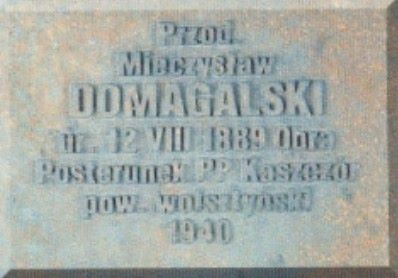 Przod.
Mieczysław
DOMAGALSKI
ur. 12 VIII 1889 Obra
Posterunek PP Kaszczor
pow. wolsztyński
1940